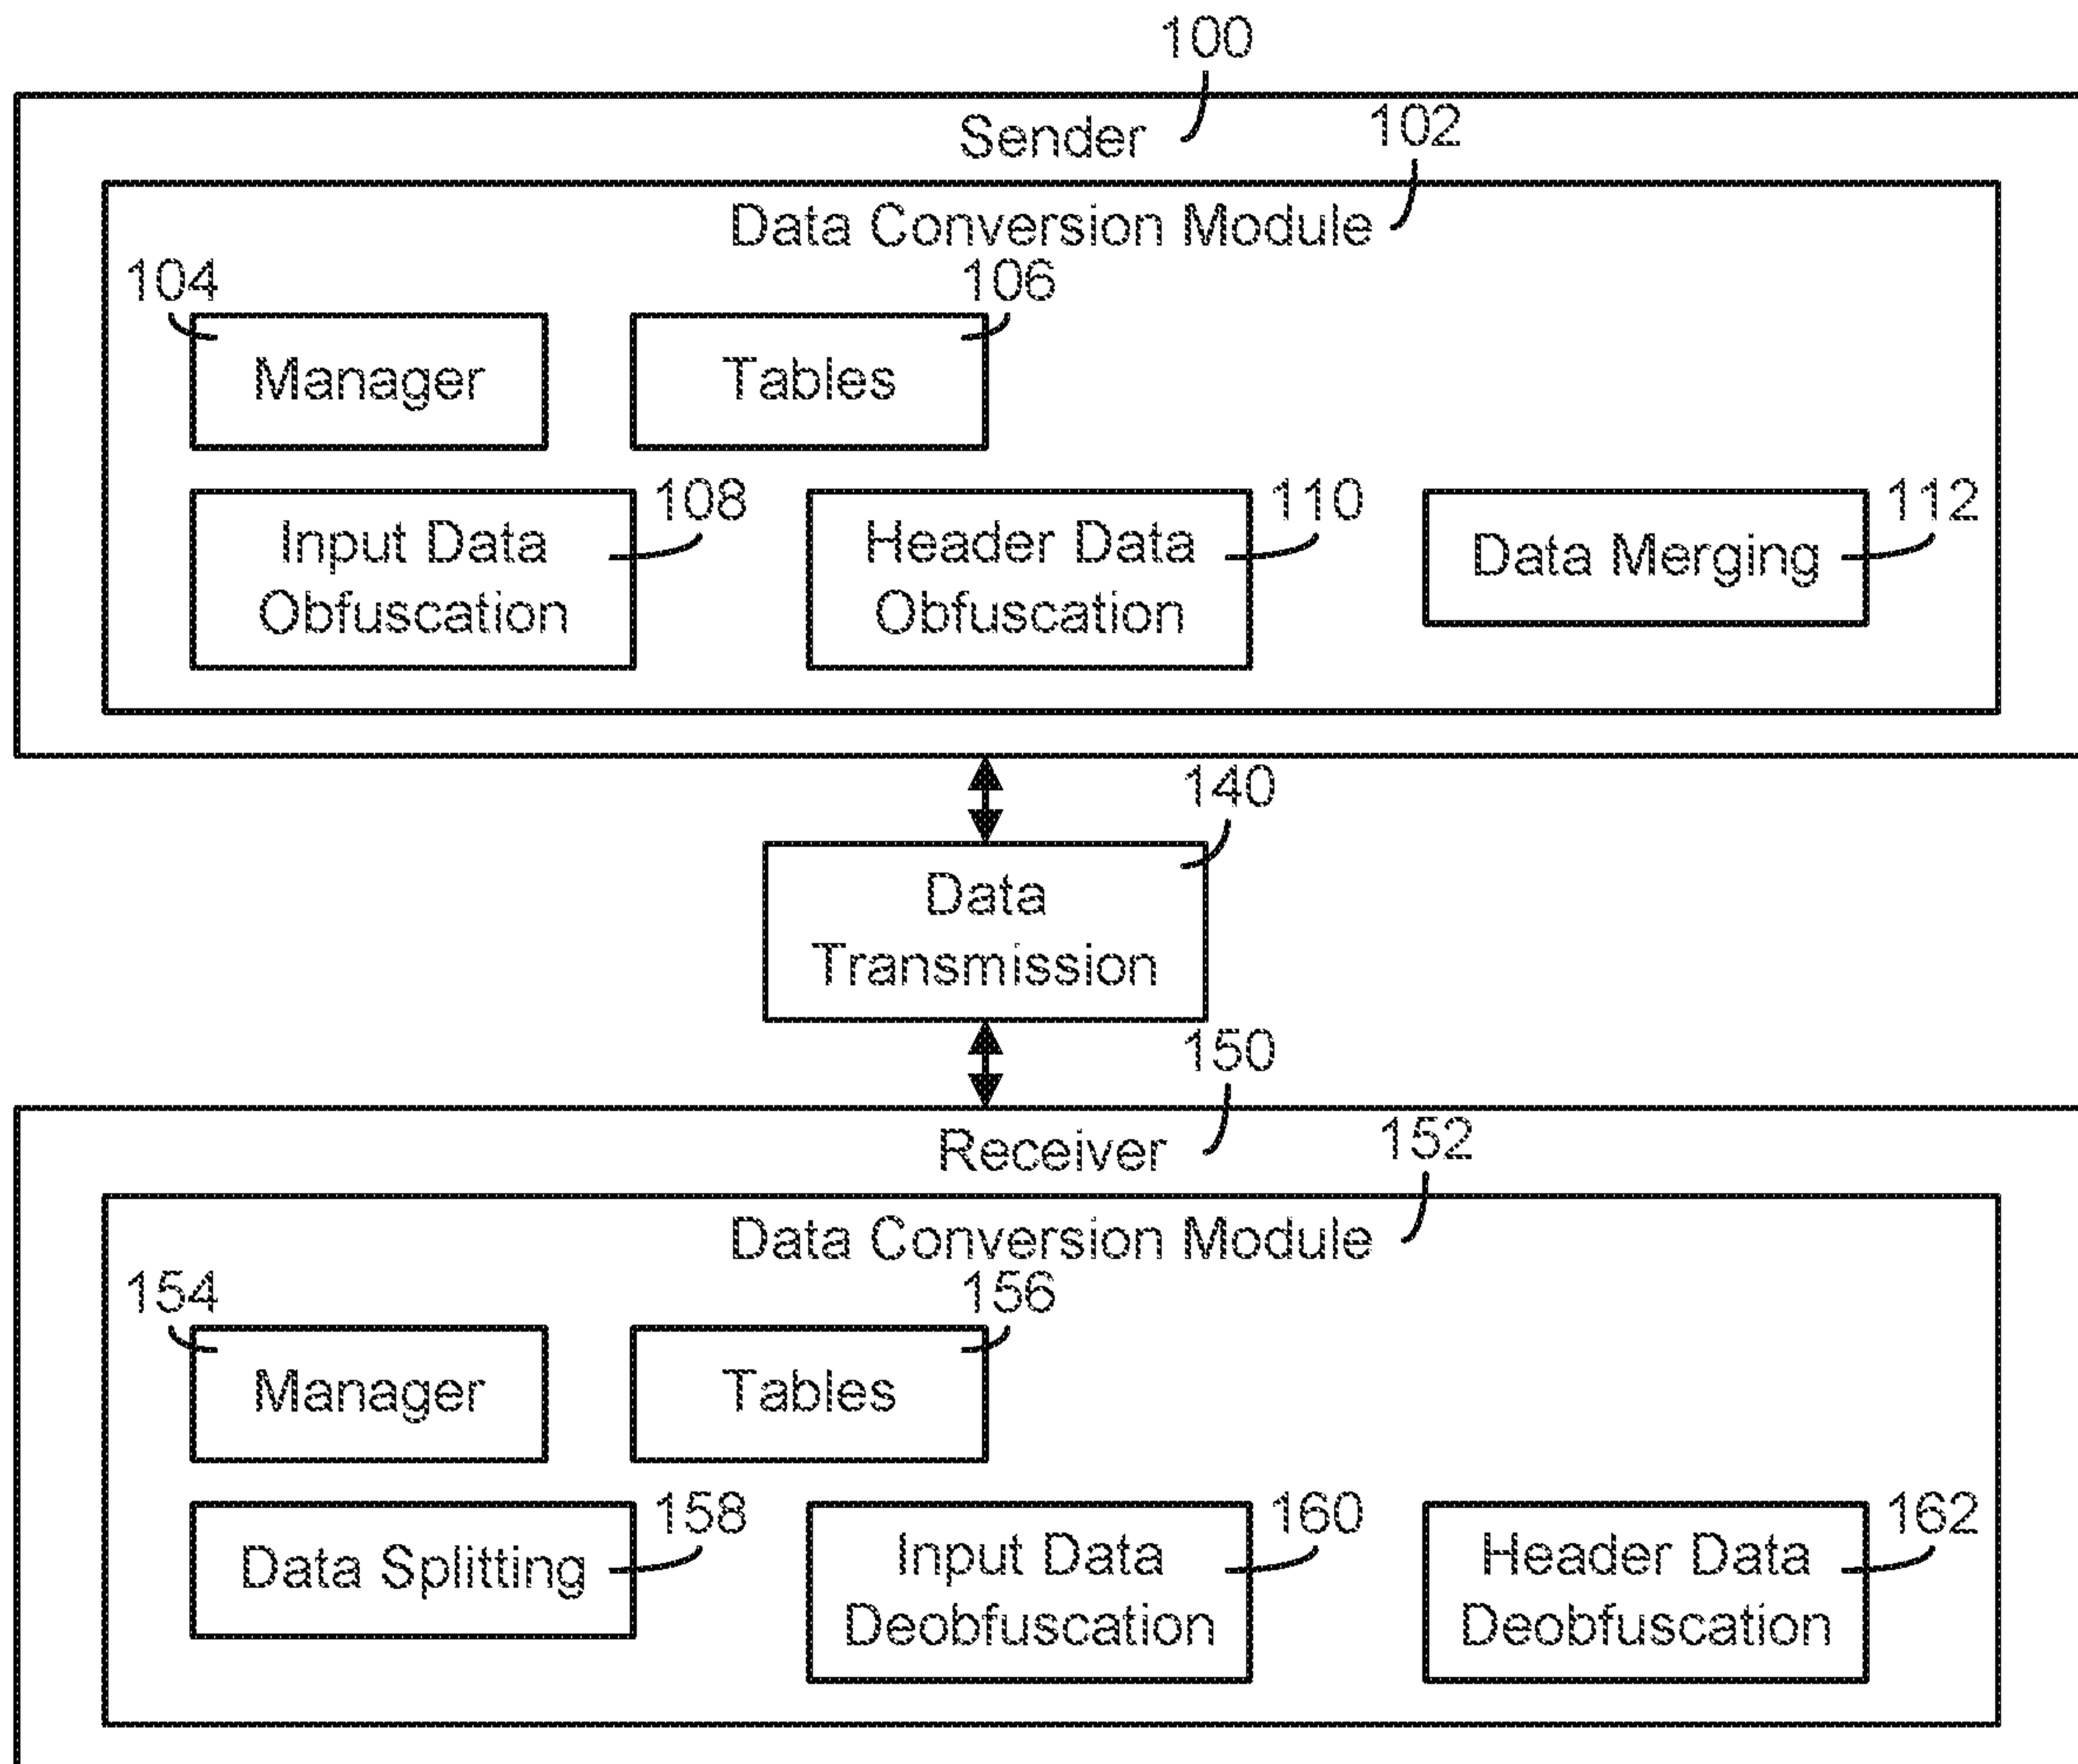 100
Sender
102
Data Conversion Module
104
106
Manager
Tables
108
110
112
Input Data
Obfuscation
Header Data
Obfuscation
Data Merging
140
Data
Transmission
150
Receiver
152
Data Conversion Module
154
156
Manager
Tables
158
160
162
Data Splitting
Input Data
Deobfuscation
Header Data
Deobfuscation